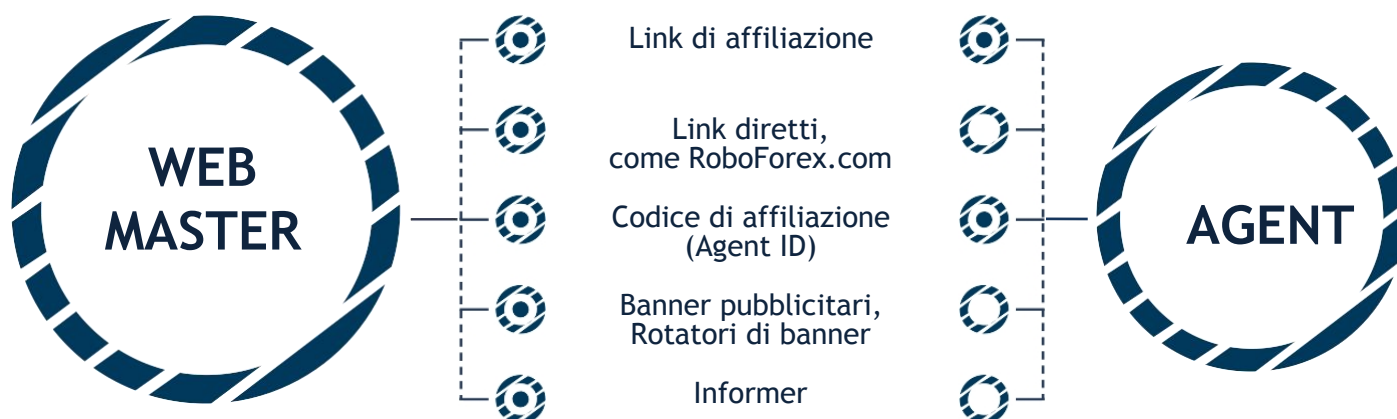 WEB
MASTER
Link di affiliazione
Link diretti,
come RoboForex.com
Codice di affiliazione
(Agent ID)
Banner pubblicitari,
Rotatori di banner
Informer
AGENT